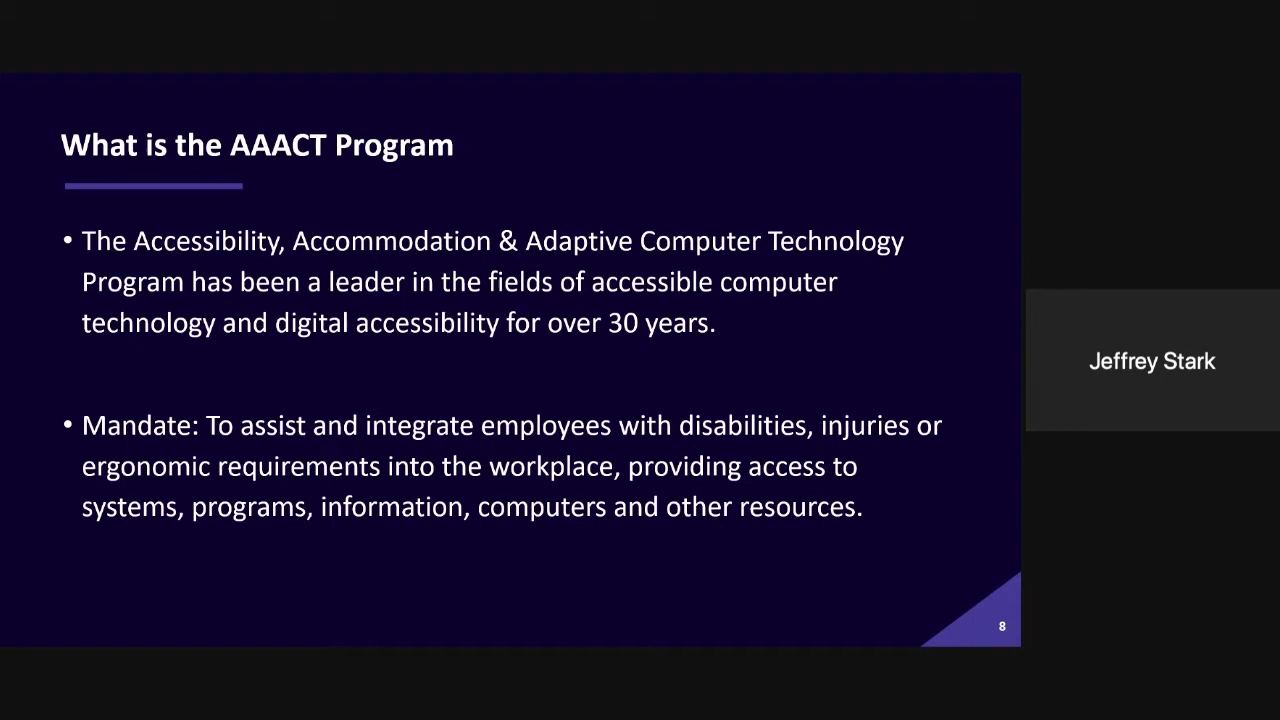 What is the AAACT Program
• The Accessibility, Accommodation & Adaptive Computer Technology
Program has been a leader in the fields of accessible computer
technology and digital accessibility for over 30 years.
• Mandate: To assist and integrate employees with disabilities, injuries or
ergonomic requirements into the workplace, providing access to
systems, programs, information, computers and other resources.
8
Jeffrey Stark